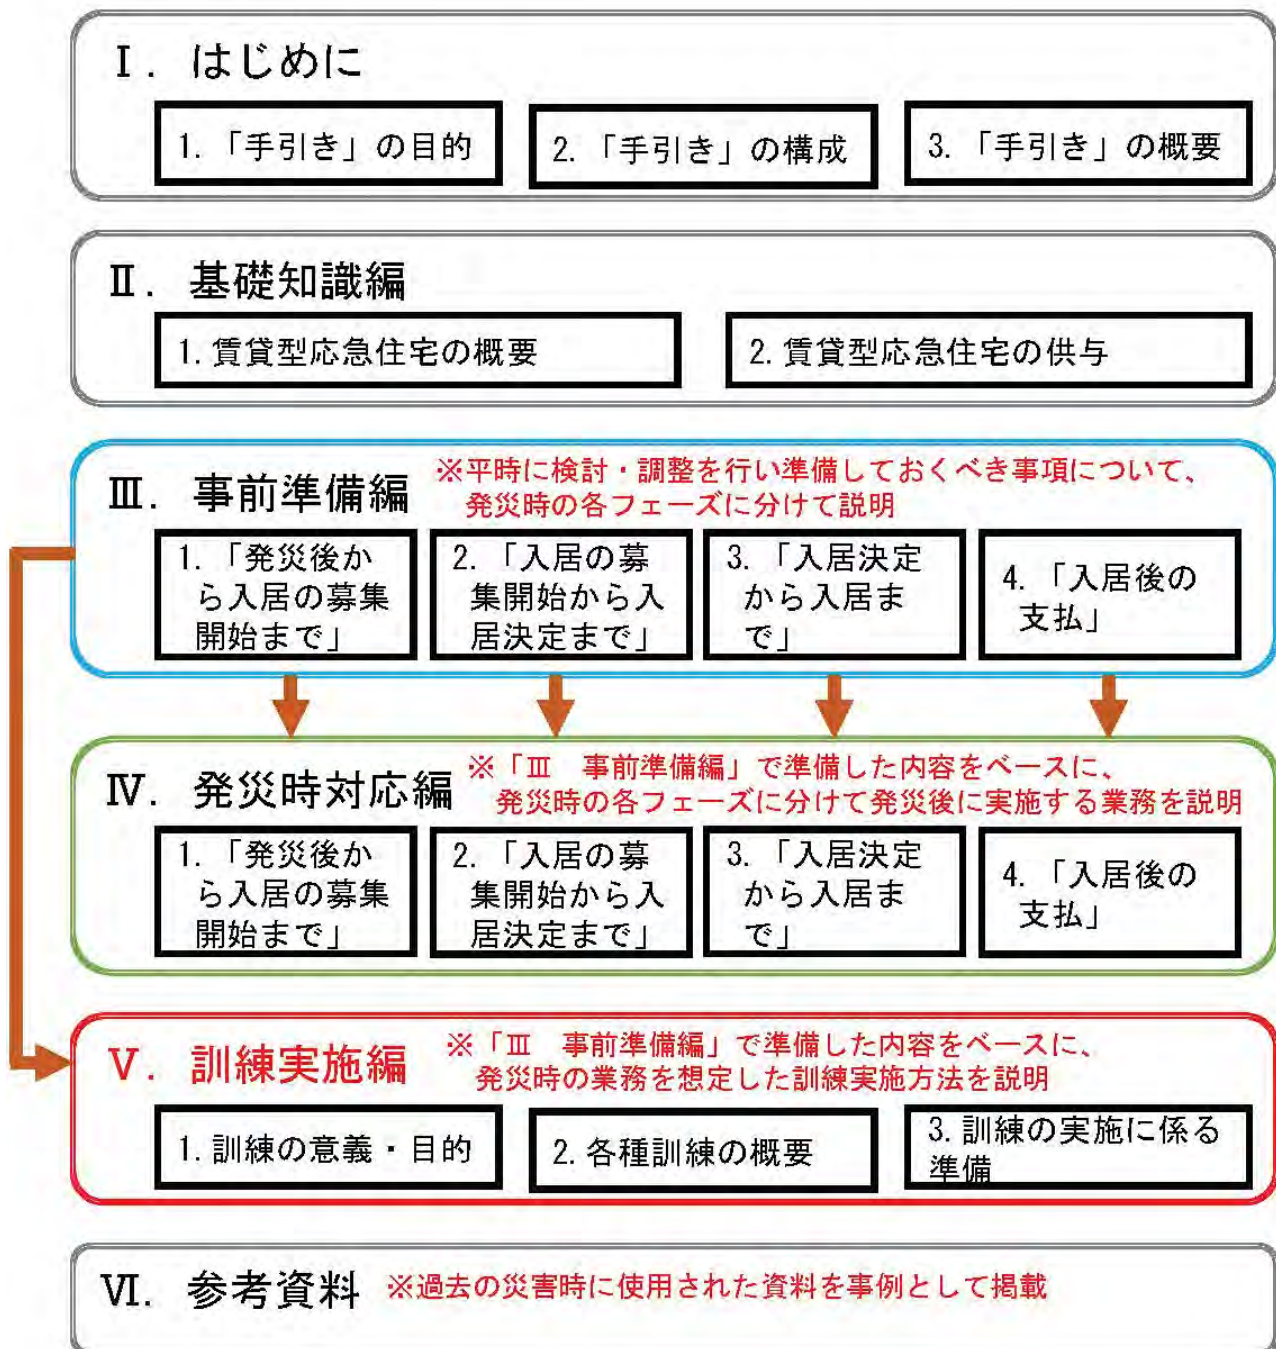 Ⅰ. はじめに
1.「手引き」の目的
2.「手引き」の構成
3.「手引き」の概要
Ⅱ. 基礎知識編
1. 賃貸型応急住宅の概要
2. 賃貸型応急住宅の供与
Ⅲ. 事前準備編
※平時に検討・調整を行い準備しておくべき事項について、
発災時の各フェーズに分けて説明
1.「発災後か
ら入居の募集
開始まで」
2.「入居の募
集開始から入
居決定まで」
3.「入居決定
から入居ま
で」
4.「入居後の
支払」
Ⅳ. 発災時対応編
※「Ⅲ 事前準備編」で準備した内容をベースに、
発災時の各フェーズに分けて発災後に実施する業務を説明
1.「発災後か
ら入居の募集
開始まで」
2.「入居の募
集開始から入
居決定まで」
3.「入居決定
から入居ま
で」
4.「入居後の
支払」
Ⅴ. 訓練実施編
※「Ⅲ 事前準備編」で準備した内容をベースに、
発災時の業務を想定した訓練実施方法を説明
1. 訓練の意義・目的
2. 各種訓練の概要
3. 訓練の実施に係る
準備
Ⅵ. 参考資料
※過去の災害時に使用された資料を事例として掲載